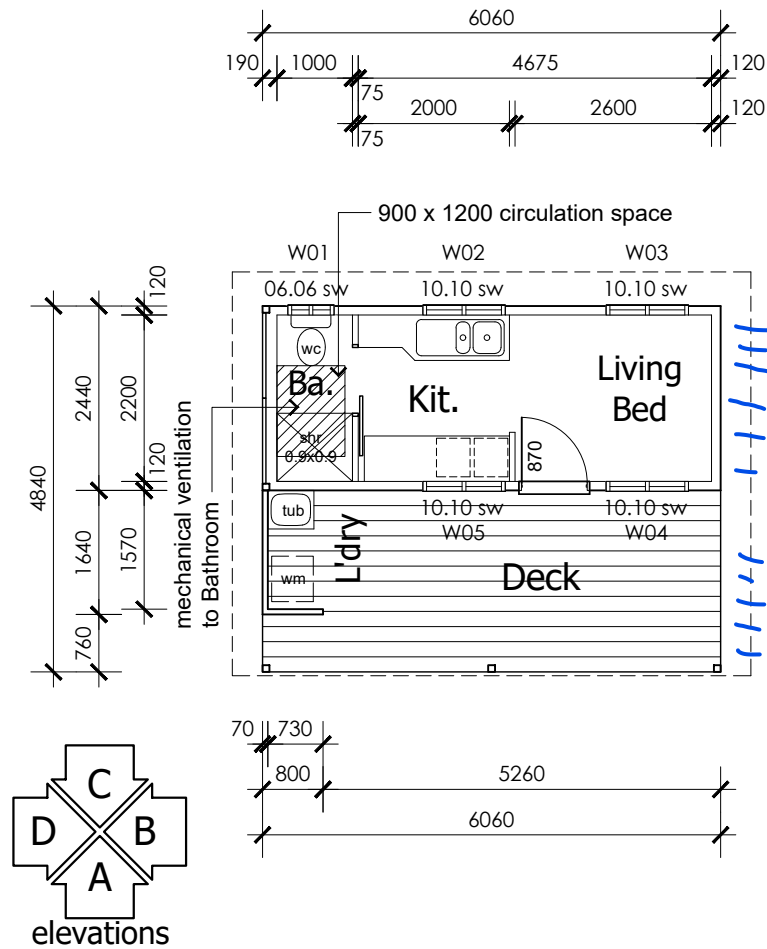 6060
190 1000 4675 120
75
2000 2600 120
75
900 x 1200 circulation space
W01 W02 W03
06.06 sw 10.10 sw 10.10 sw
120
2440
2200
120
4840
1640
1570
760
mechanical ventilation
to Bathroom
wc
Ba.
shr
0.9x0.9
Kit.
Living
Bed
870
10.10 sw 10.10 sw
W05 W04
tub
wm
L'dry
Deck
70 730
800 5260
6060
C
D B
A
elevations